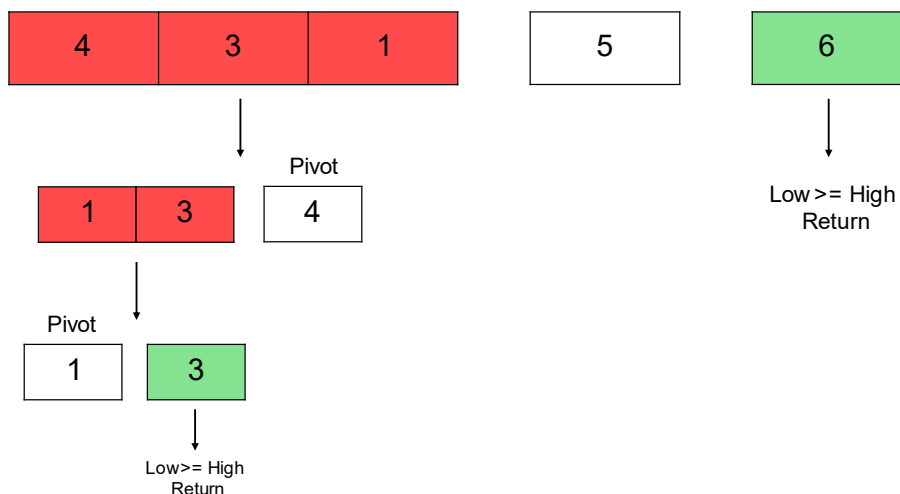 4 3 1 5 6
Pivot
1 3 4
Low >= High
Return
Pivot
1 3
Low>= High
Return